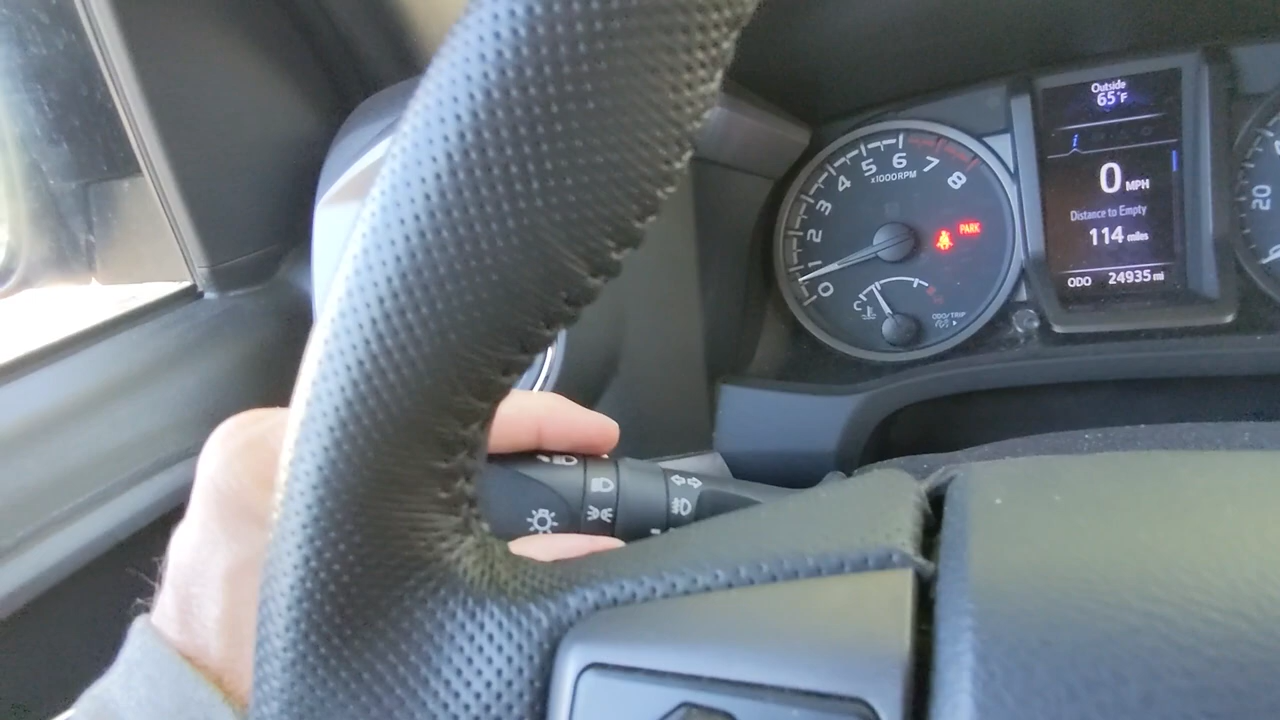 Outside
65°F
0 MPH
Distance to Empty
114 miles
ODO 24935 mi
0 1 2 3 4 5 6 7 8
x1000RPM
PARK
C
ODO/TRIP
20